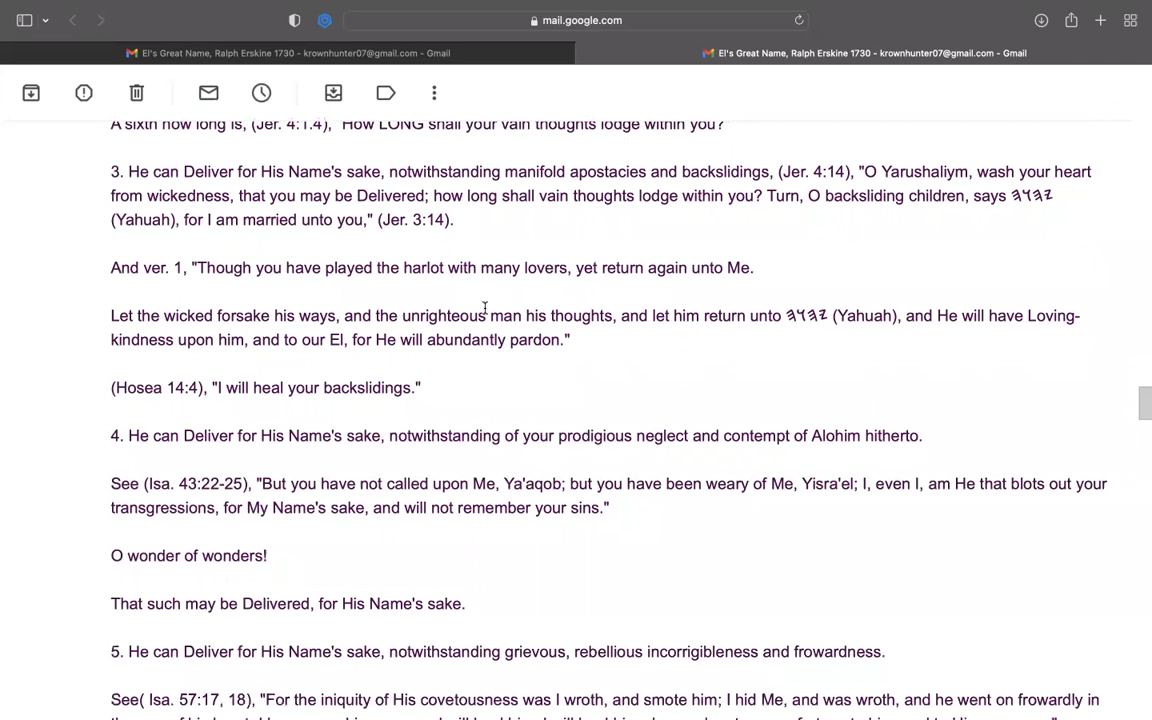 mail.google.com
El's Great Name, Ralph Erskine 1730 - krownhunter07@gmail.com - Gmail
El's Great Name, Ralph Erskine 1730 - krownhunter07@gmail.com - Gmail
A sixth how long is, (Jer. 4:1.4), "How LONG shall your vain thoughts lodge within you?"
3. He can Deliver for His Name's sake, notwithstanding manifold apostacies and backslidings, (Jer. 4:14), "O Yarushaliym, wash your heart
from wickedness, that you may be Delivered; how long shall vain thoughts lodge within you? Turn, O backsliding children, says 𐤉𐤄𐤅𐤄
(Yahuah), for I am married unto you," (Jer. 3:14).
And ver. 1, "Though you have played the harlot with many lovers, yet return again unto Me.
Let the wicked forsake his ways, and the unrighteous man his thoughts, and let him return unto 𐤉𐤄𐤅𐤄 (Yahuah), and He will have Loving-
kindness upon him, and to our El, for He will abundantly pardon."
(Hosea 14:4), "I will heal your backslidings."
4. He can Deliver for His Name's sake, notwithstanding of your prodigious neglect and contempt of Alohim hitherto.
See (Isa. 43:22-25), "But you have not called upon Me, Ya'aqob; but you have been weary of Me, Yisra'el; I, even I, am He that blots out your
transgressions, for My Name's sake, and will not remember your sins."
O wonder of wonders!
That such may be Delivered, for His Name's sake.
5. He can Deliver for His Name's sake, notwithstanding grievous, rebellious incorrigibleness and frowardness.
See( Isa. 57:17, 18), "For the iniquity of His covetousness was I wroth, and smote him; I hid Me, and was wroth, and he went on frowardly in